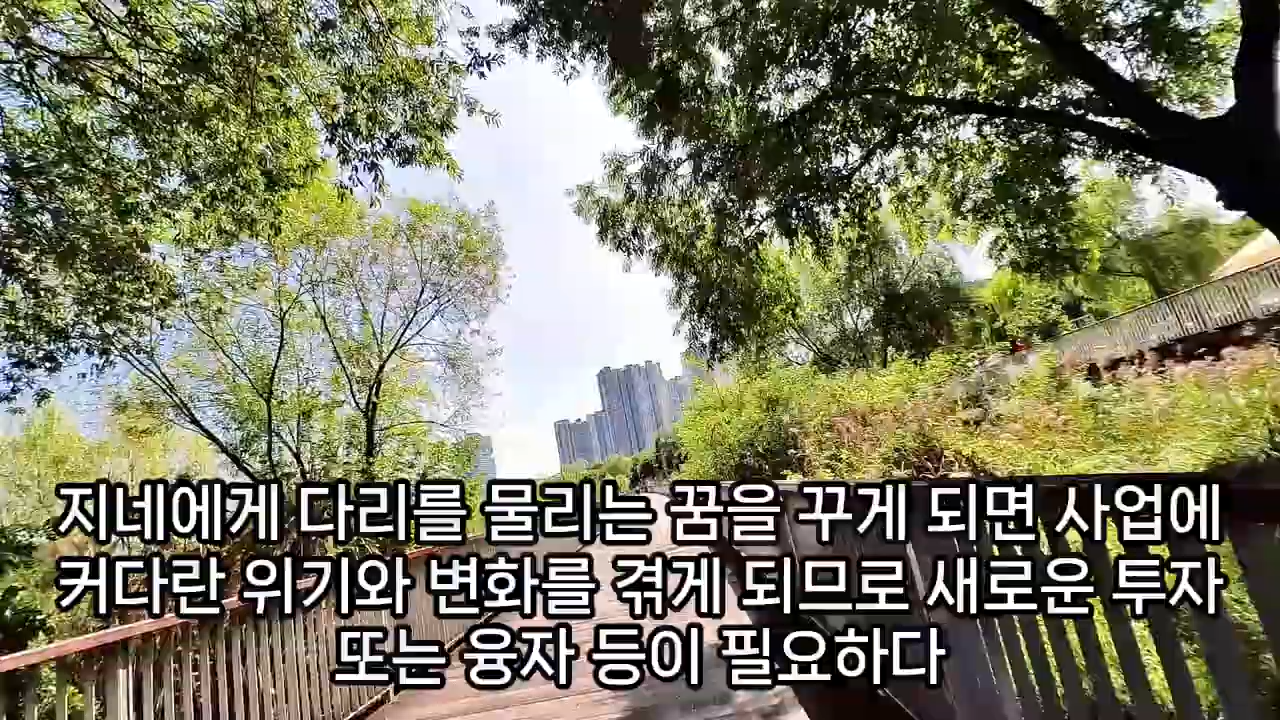 지네에게 다리를 물리는 꿈을 꾸게 되면 사업에
커다란 위기와 변화를 겪게 되므로 새로운 투자
또는 융자 등이 필요하다